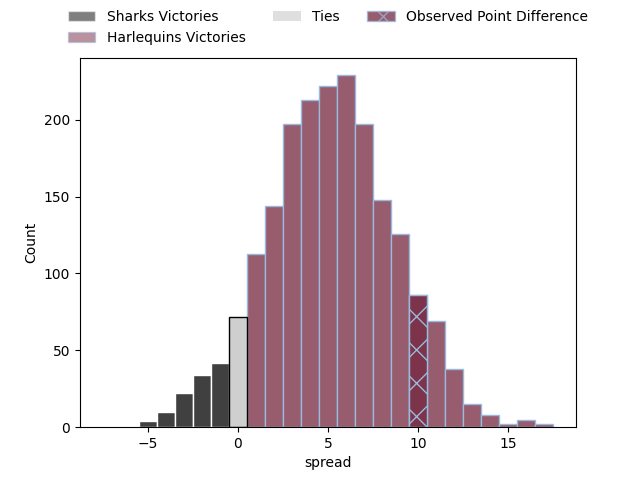 Sharks Victories
Ties
Observed Point Difference
Harlequins Victories
200
150
100
50
0
Count
−5
0
5
10
15
spread